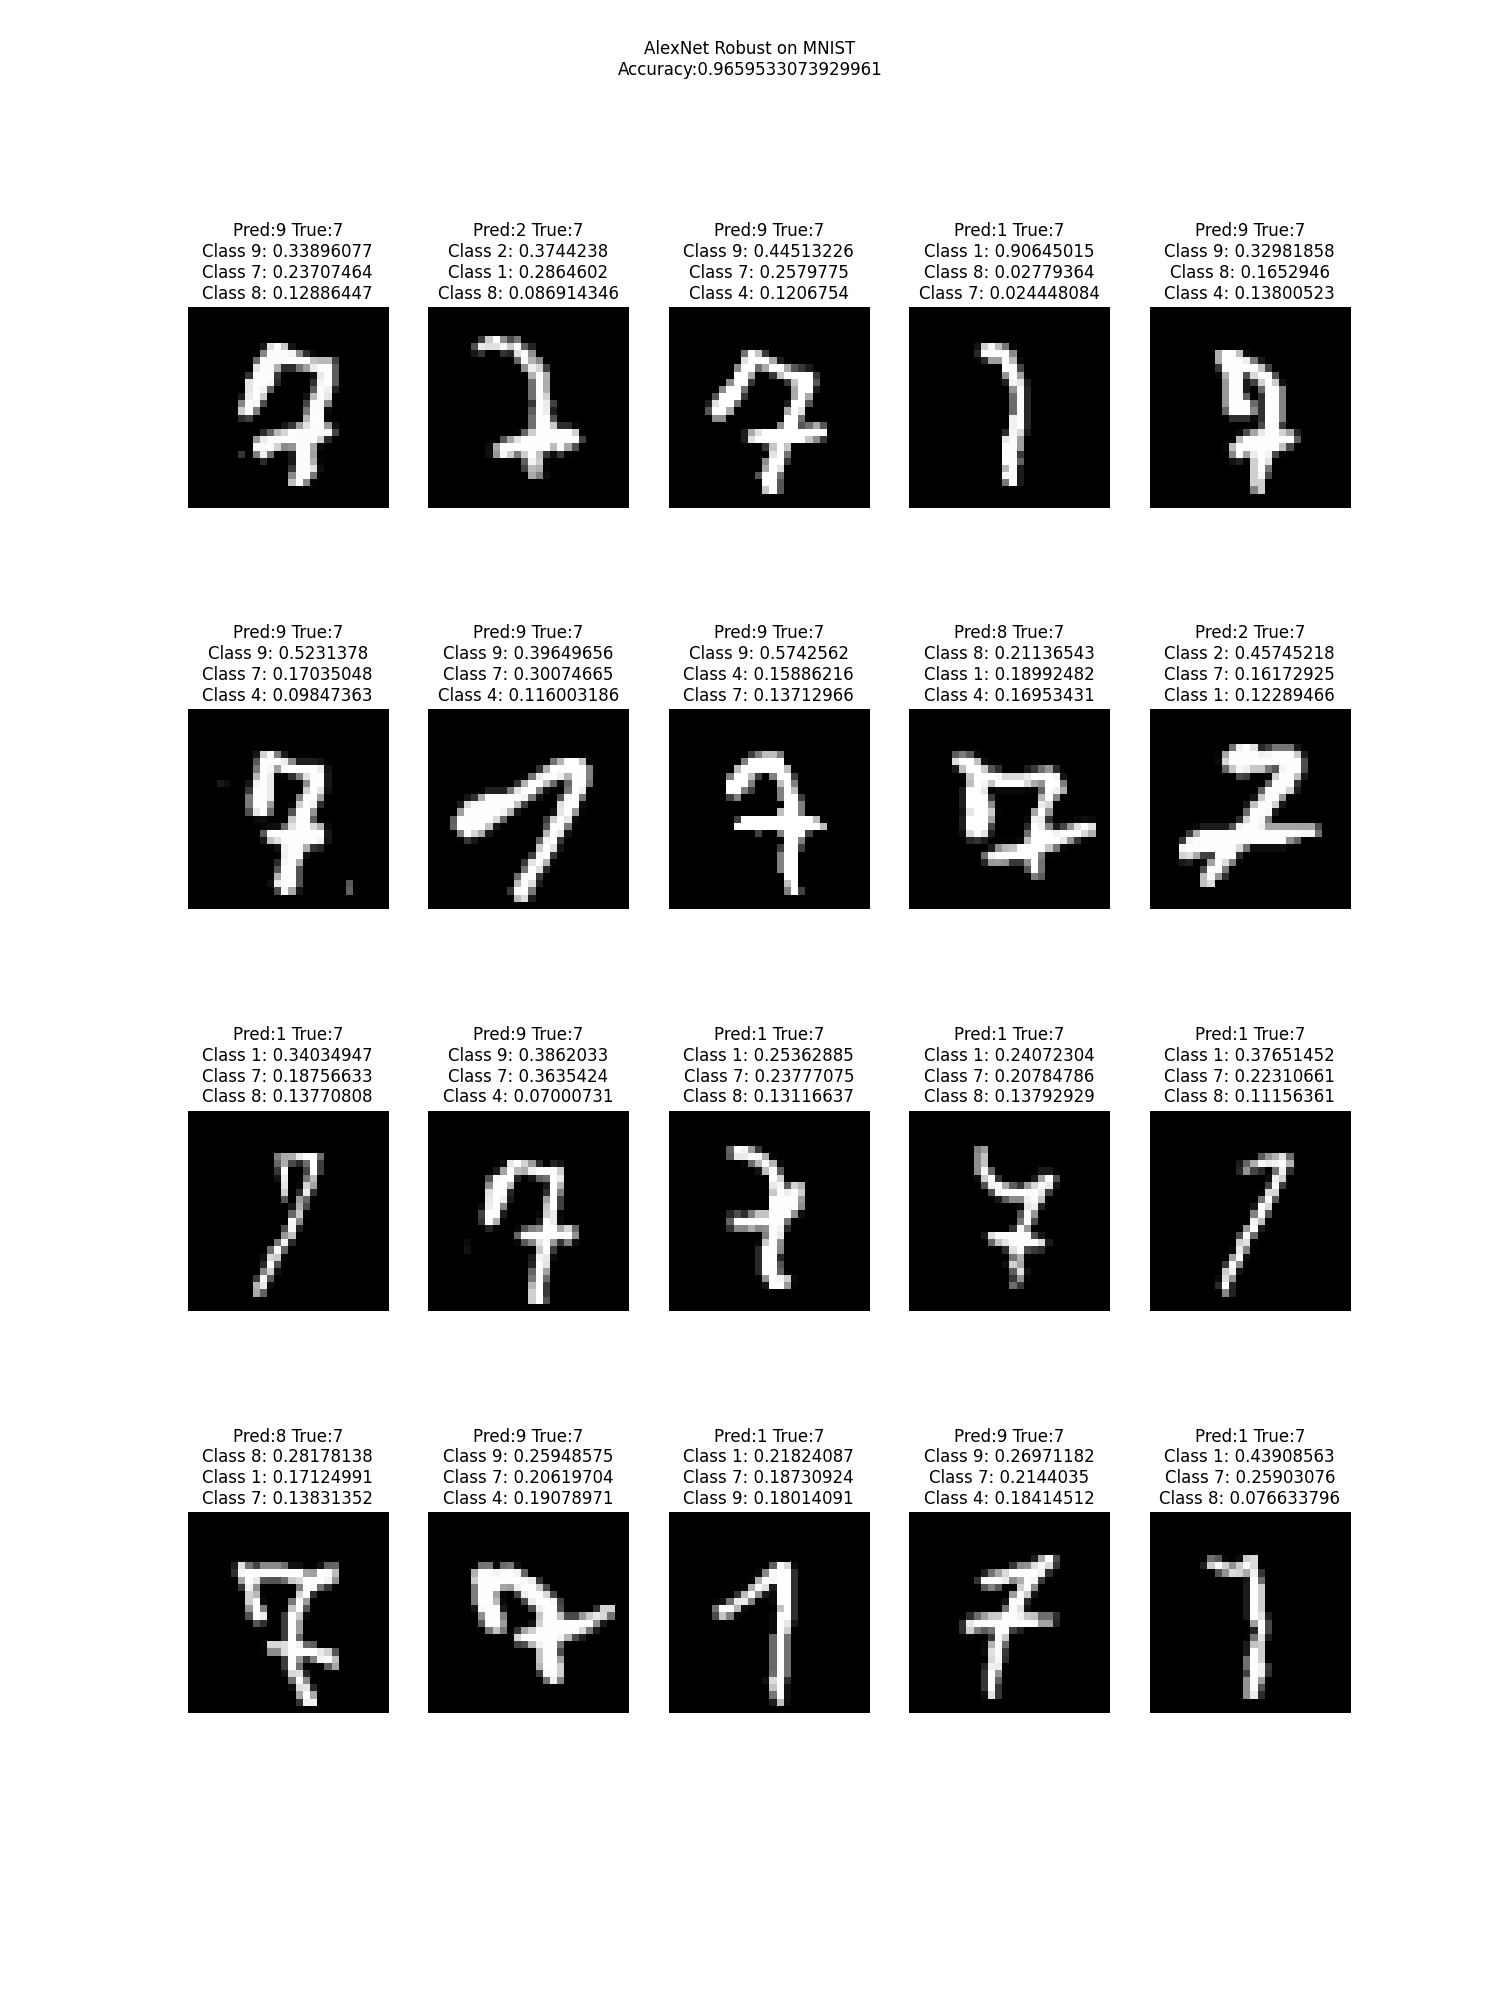 AlexNet Robust on MNIST
Accuracy:0.9659533073929961
Pred:9 True:7
Class 9: 0.33896077
Class 7: 0.23707464
Class 8: 0.12886447
Pred:2 True:7
Class 2: 0.3744238
Class 1: 0.2864602
Class 8: 0.086914346
Pred:9 True:7
Class 9: 0.44513226
Class 7: 0.2579775
Class 4: 0.1206754
Pred:1 True:7
Class 1: 0.90645015
Class 8: 0.02779364
Class 7: 0.024448084
Pred:9 True:7
Class 9: 0.32981858
Class 8: 0.1652946
Class 4: 0.13800523
Pred:9 True:7
Class 9: 0.5231378
Class 7: 0.17035048
Class 4: 0.09847363
Pred:9 True:7
Class 9: 0.39649656
Class 7: 0.30074665
Class 4: 0.116003186
Pred:9 True:7
Class 9: 0.5742562
Class 4: 0.15886216
Class 7: 0.13712966
Pred:8 True:7
Class 8: 0.21136543
Class 1: 0.18992482
Class 4: 0.16953431
Pred:2 True:7
Class 2: 0.45745218
Class 7: 0.16172925
Class 1: 0.12289466
Pred:1 True:7
Class 1: 0.34034947
Class 7: 0.18756633
Class 8: 0.13770808
Pred:9 True:7
Class 9: 0.3862033
Class 7: 0.3635424
Class 4: 0.07000731
Pred:1 True:7
Class 1: 0.25362885
Class 7: 0.23777075
Class 8: 0.13116637
Pred:1 True:7
Class 1: 0.24072304
Class 7: 0.20784786
Class 8: 0.13792929
Pred:1 True:7
Class 1: 0.37651452
Class 7: 0.22310661
Class 8: 0.11156361
Pred:8 True:7
Class 8: 0.28178138
Class 1: 0.17124991
Class 7: 0.13831352
Pred:9 True:7
Class 9: 0.25948575
Class 7: 0.20619704
Class 4: 0.19078971
Pred:1 True:7
Class 1: 0.21824087
Class 7: 0.18730924
Class 9: 0.18014091
Pred:9 True:7
Class 9: 0.26971182
Class 7: 0.2144035
Class 4: 0.18414512
Pred:1 True:7
Class 1: 0.43908563
Class 7: 0.25903076
Class 8: 0.076633796